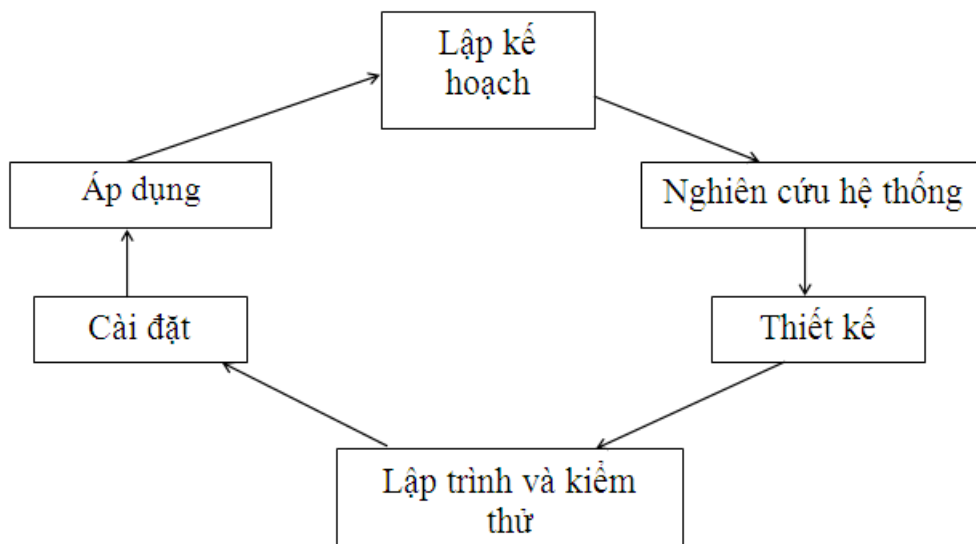 Lập kế
hoạch
Áp dụng
Nghiên cứu hệ thống
Cài đặt
Thiết kế
Lập trình và kiểm
thử